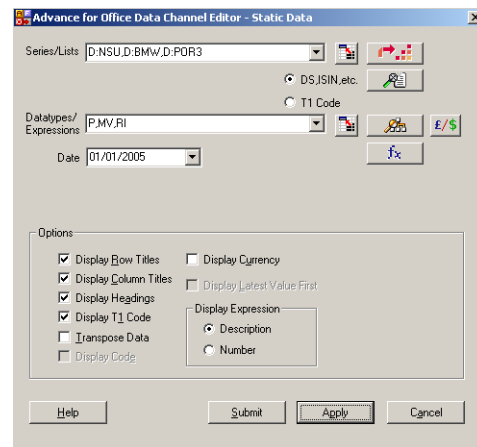 Advance for Office Data Channel Editor - Static Data
Series/Lists D:NSU,D:BMW,D:POR3
DS,ISIN,etc.
T1 Code
Datatypes/
Expressions P,MV,RI £/$
Date 01/01/2005 fx
Options
Display Row Titles Display Currency
Display Column Titles Display Latest Value First
Display Headings Display Expression
Display T1 Code Description
Transpose Data Number
Display Code
Help Submit Apply Cancel